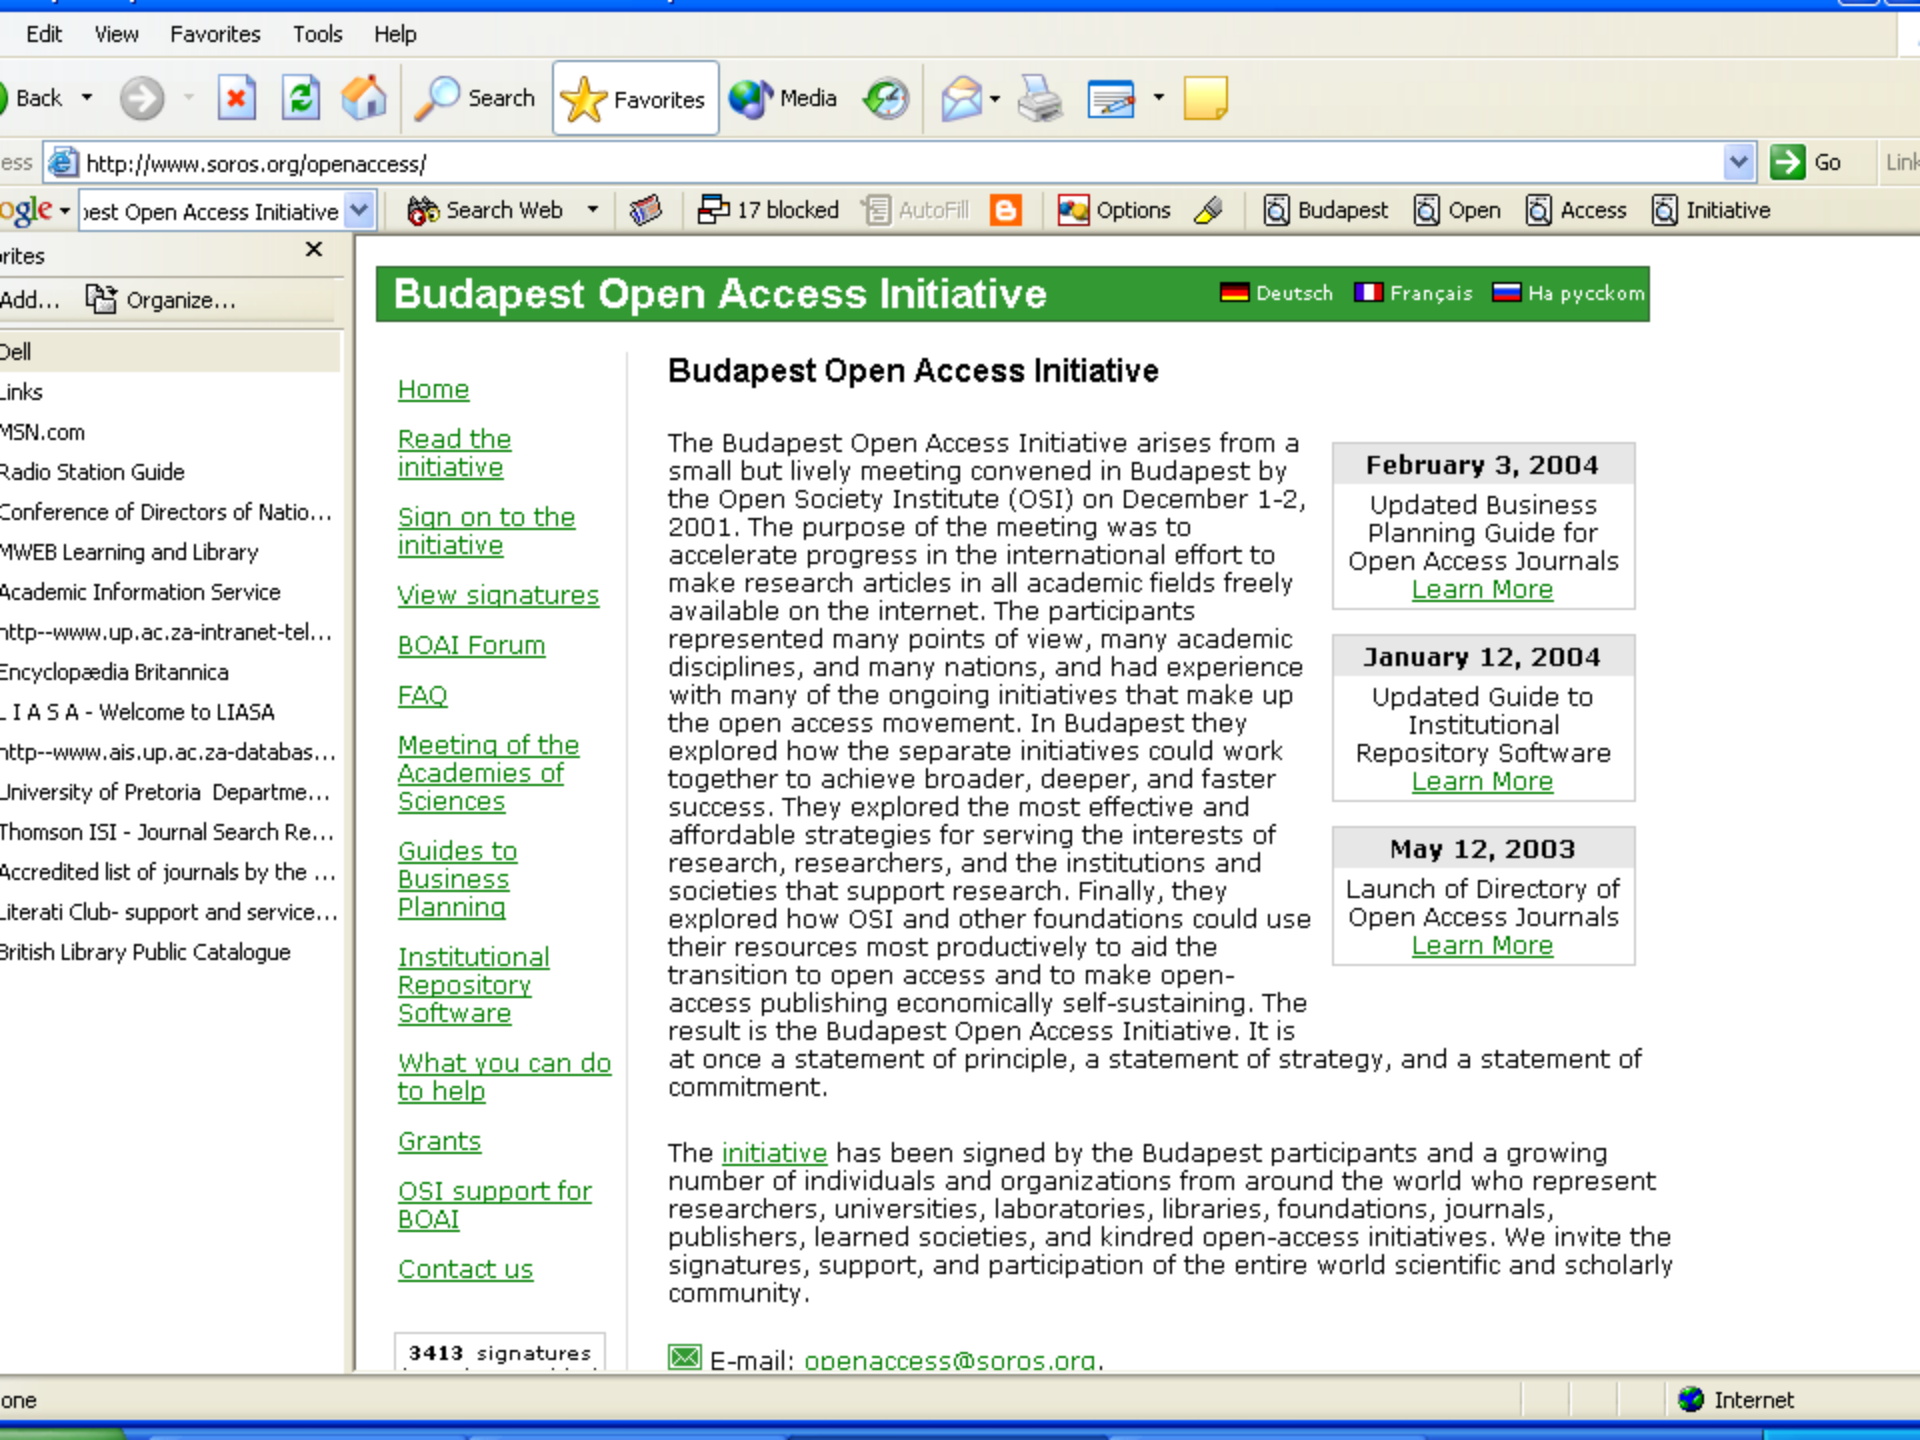 Edit View Favorites Tools Help
Back Search Favorites Media
ess http://www.soros.org/openaccess/ Go Link
ogle est Open Access Initiative Search Web 17 blocked AutoFill Options Budapest Open Access Initiative
rites
Add... Organize...
Dell
Links
MSN.com
Radio Station Guide
Conference of Directors of Natio...
MWEB Learning and Library
Academic Information Service
http--www.up.ac.za-intranet-tel...
Encyclopædia Britannica
L I A S A - Welcome to LIASA
http--www.ais.up.ac.za-databas...
University of Pretoria Departme...
Thomson ISI - Journal Search Re...
Accredited list of journals by the ...
Literati Club- support and service...
British Library Public Catalogue
Budapest Open Access Initiative
Deutsch Français На русском
Home
Read the
initiative
Sign on to the
initiative
View signatures
BOAI Forum
FAQ
Meeting of the
Academies of
Sciences
Guides to
Business
Planning
Institutional
Repository
Software
What you can do
to help
Grants
OSI support for
BOAI
Contact us
3413 signatures
Budapest Open Access Initiative
The Budapest Open Access Initiative arises from a
small but lively meeting convened in Budapest by
the Open Society Institute (OSI) on December 1-2,
2001. The purpose of the meeting was to
accelerate progress in the international effort to
make research articles in all academic fields freely
available on the internet. The participants
represented many points of view, many academic
disciplines, and many nations, and had experience
with many of the ongoing initiatives that make up
the open access movement. In Budapest they
explored how the separate initiatives could work
together to achieve broader, deeper, and faster
success. They explored the most effective and
affordable strategies for serving the interests of
research, researchers, and the institutions and
societies that support research. Finally, they
explored how OSI and other foundations could use
their resources most productively to aid the
transition to open access and to make open-
access publishing economically self-sustaining. The
result is the Budapest Open Access Initiative. It is
at once a statement of principle, a statement of strategy, and a statement of
commitment.
The initiative has been signed by the Budapest participants and a growing
number of individuals and organizations from around the world who represent
researchers, universities, laboratories, libraries, foundations, journals,
publishers, learned societies, and kindred open-access initiatives. We invite the
signatures, support, and participation of the entire world scientific and scholarly
community.
E-mail: openaccess@soros.org.
February 3, 2004
Updated Business
Planning Guide for
Open Access Journals
Learn More
January 12, 2004
Updated Guide to
Institutional
Repository Software
Learn More
May 12, 2003
Launch of Directory of
Open Access Journals
Learn More
one
Internet